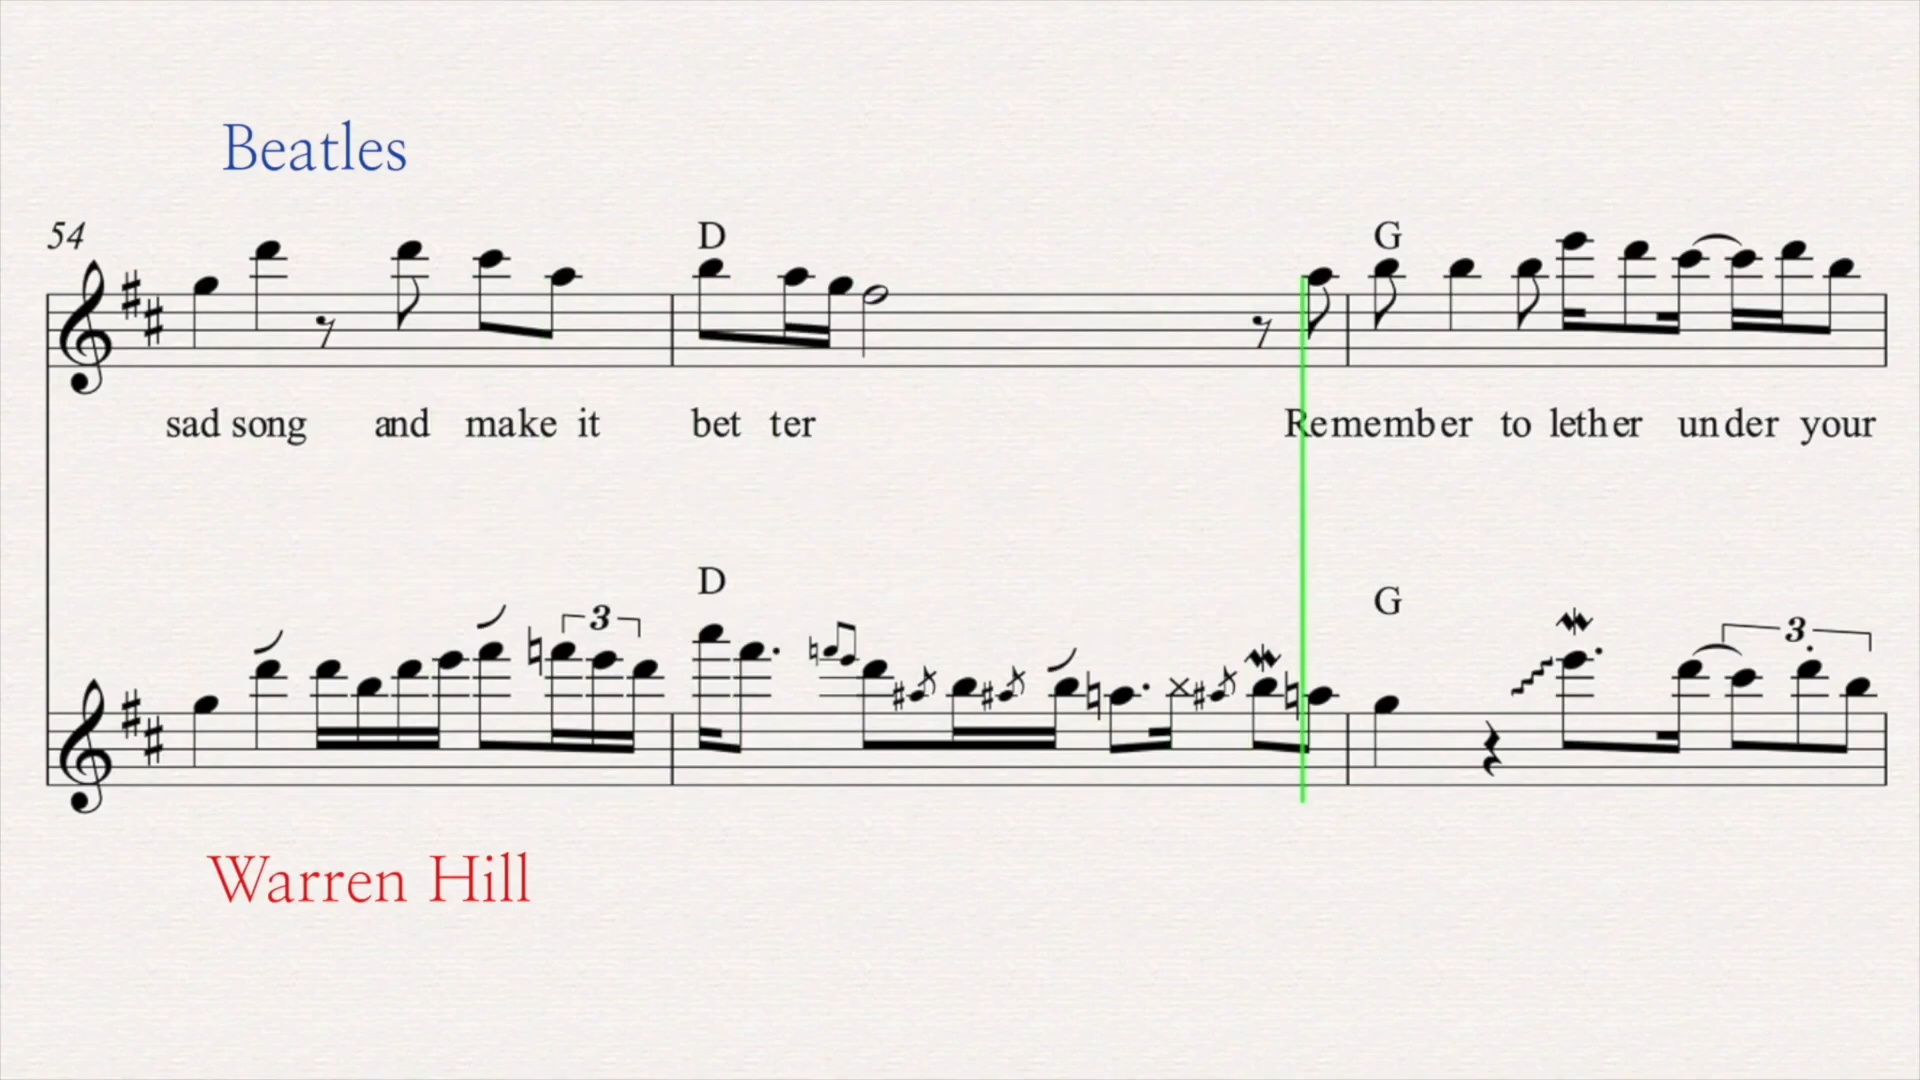 Beatles
54 D G
sad song and make it bet ter Remember to lether under your
D G
3 3
Warren Hill